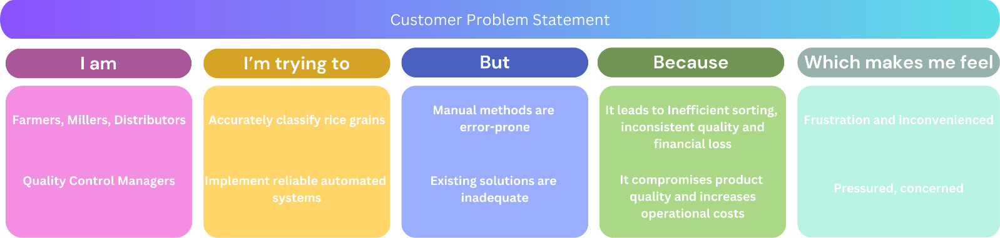 Customer Problem Statement
I am
I’m trying to
But
Because
Which makes me feel
Farmers, Millers, Distributors
Accurately classify rice grains
Manual methods are
error-prone
It leads to Inefficient sorting,
inconsistent quality and
financial loss
Frustration and inconvenienced
Quality Control Managers
Implement reliable automated
systems
Existing solutions are
inadequate
It compromises product
quality and increases
operational costs
Pressured, concerned